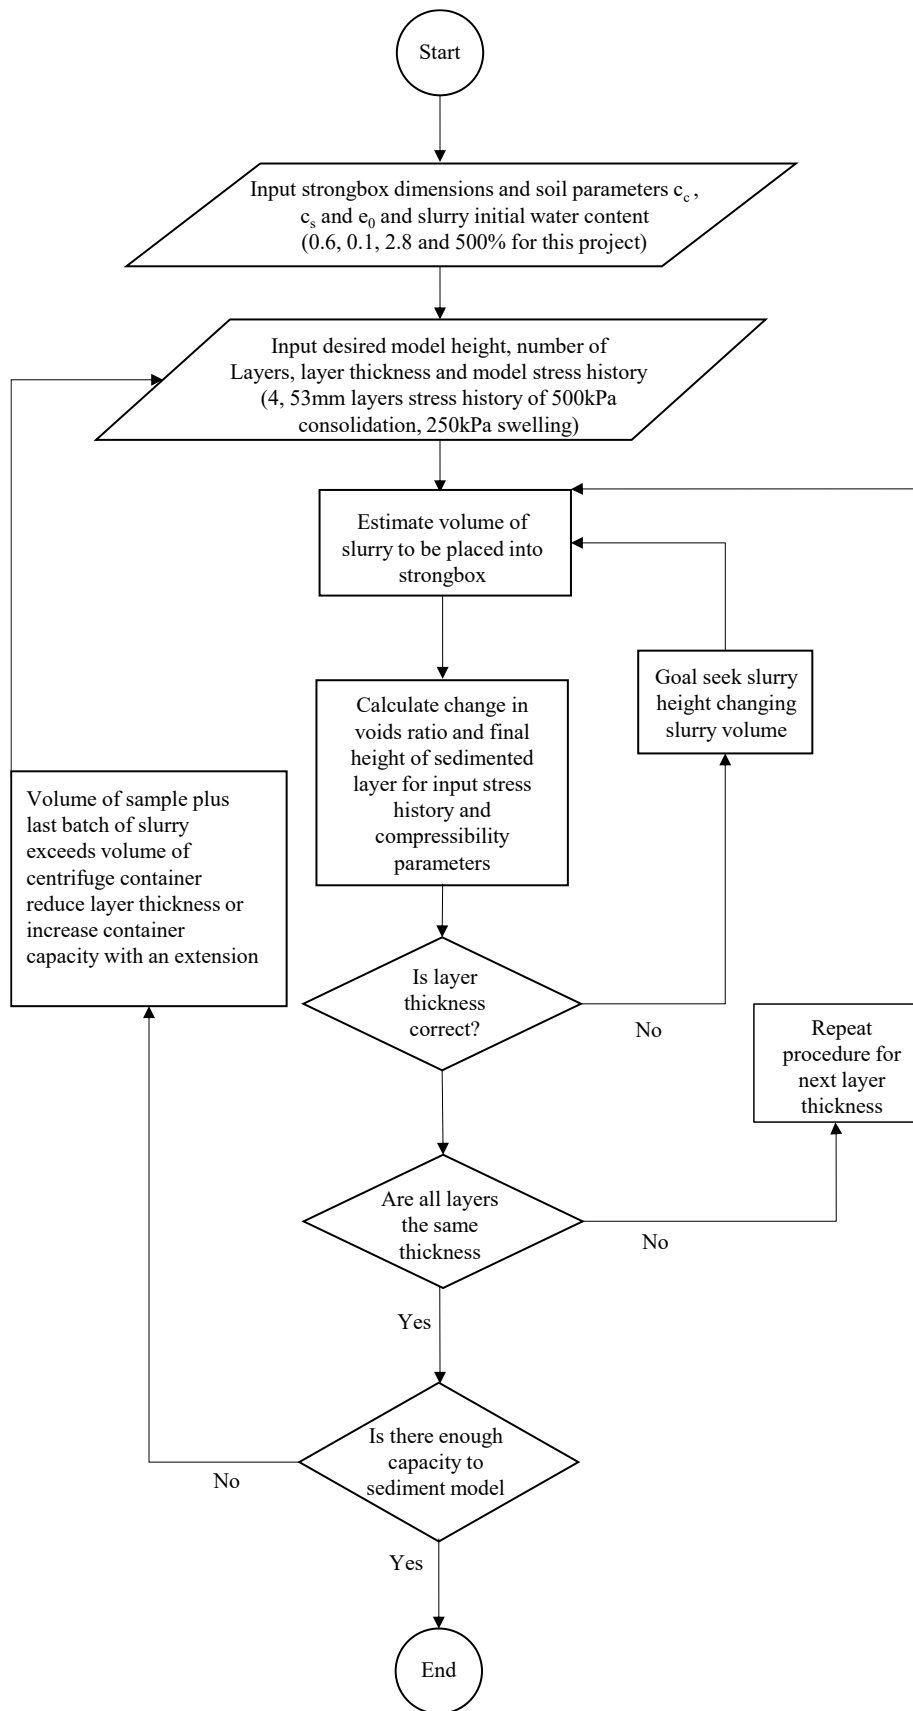 Start
Input strongbox dimensions and soil parameters c_c ,
c_s and e_0 and slurry initial water content
(0.6, 0.1, 2.8 and 500% for this project)
Input desired model height, number of
Layers, layer thickness and model stress history
(4, 53mm layers stress history of 500kPa
consolidation, 250kPa swelling)
Estimate volume of
slurry to be placed into
strongbox
Goal seek slurry
height changing
slurry volume
Calculate change in
voids ratio and final
height of sedimented
layer for input stress
history and
compressibility
parameters
Volume of sample plus
last batch of slurry
exceeds volume of
centrifuge container
reduce layer thickness or
increase container
capacity with an extension
Is layer
thickness
correct?
No
Repeat
procedure for
next layer
thickness
Are all layers
the same
thickness
No
Yes
Is there enough
capacity to
sediment model
No
Yes
End